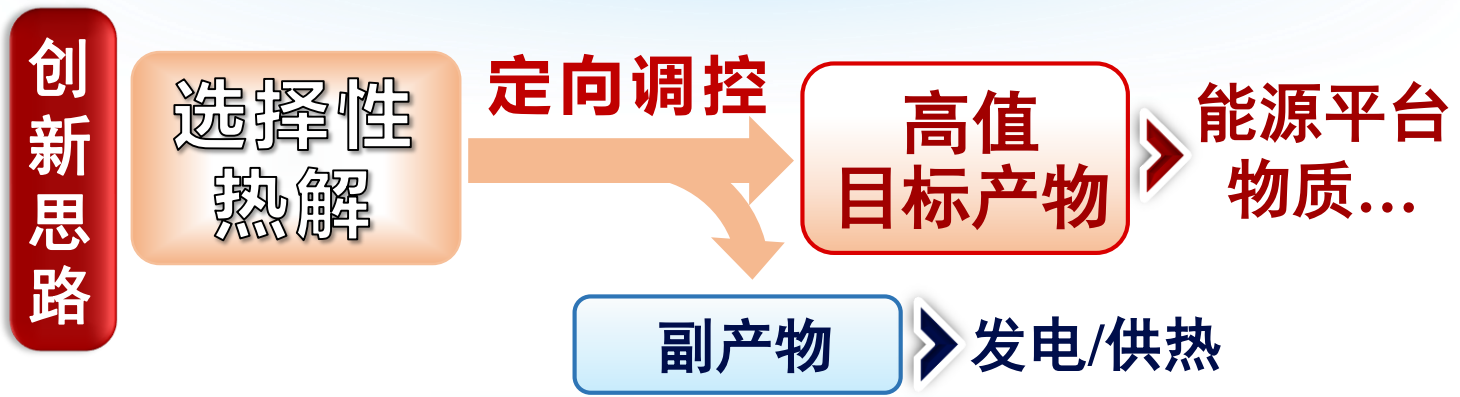 创新思路
选择性
热解
定向调控
高值
目标产物
能源平台
物质...
副产物
发电/供热